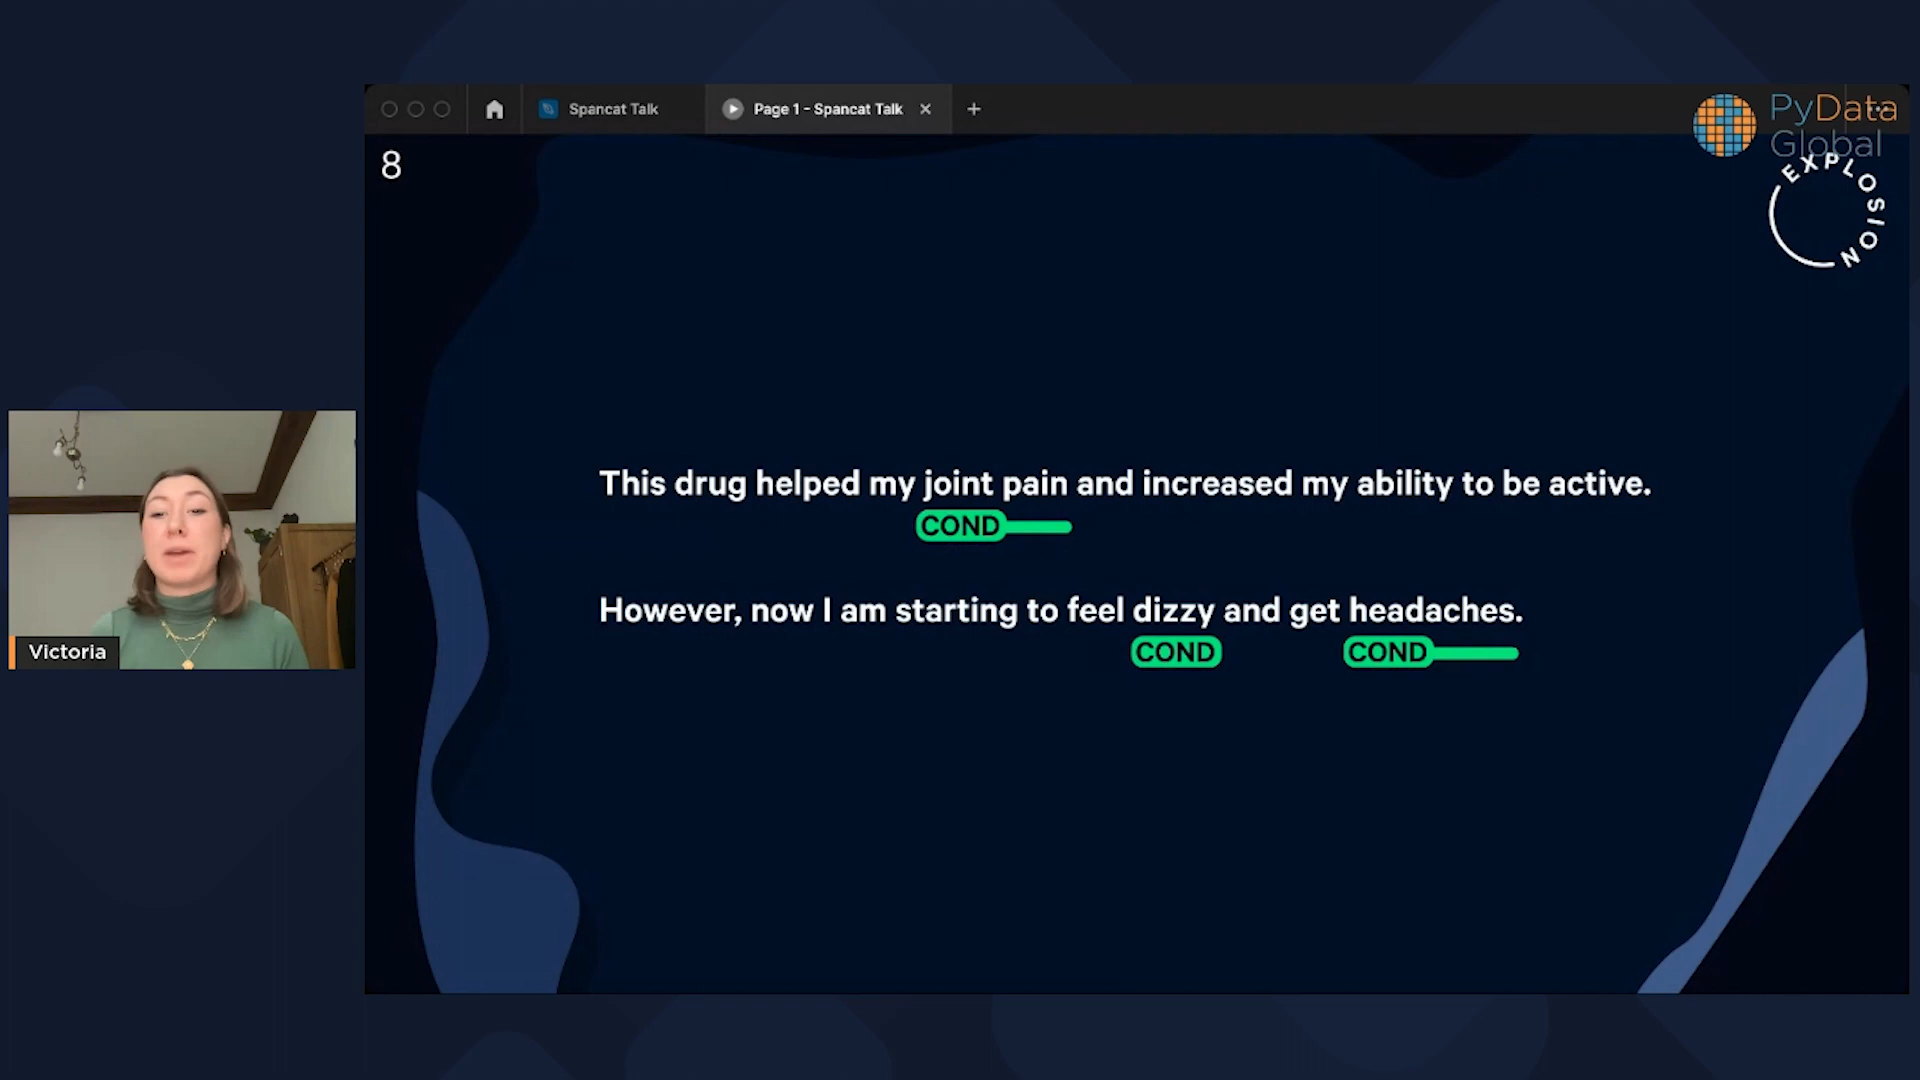 Spancat Talk
Page 1 - Spancat Talk
PyData
Global
8
EXPLOSION
This drug helped my joint pain and increased my ability to be active.
COND
However, now I am starting to feel dizzy and get headaches.
COND COND
Victoria